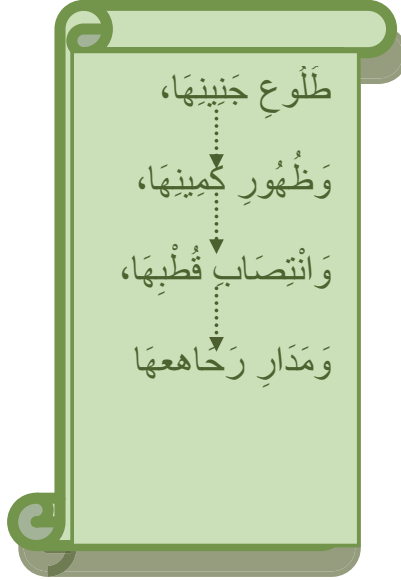 طَلُوعِ جَنِينِهَا،
وَظُهُورِ كَمِينِهَا،
وَانْتِصَابِ قُطْبِهَا،
وَمَدَارِ رَحَاهعهَا